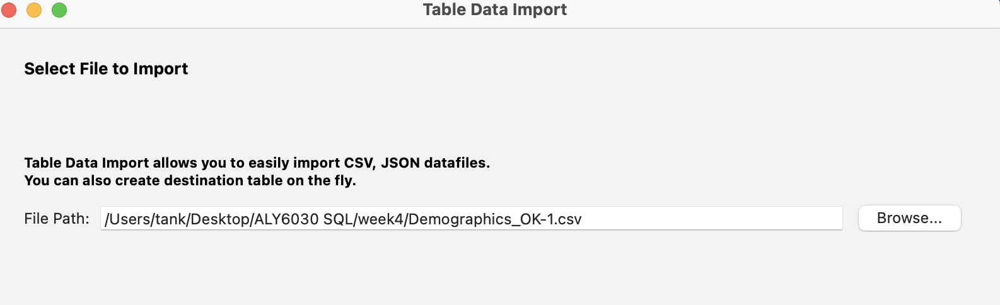 Table Data Import
Select File to Import
Table Data Import allows you to easily import CSV, JSON datafiles.
You can also create destination table on the fly.
File Path: /Users/tank/Desktop/ALY6030 SQL/week4/Demographics_OK-1.csv Browse...